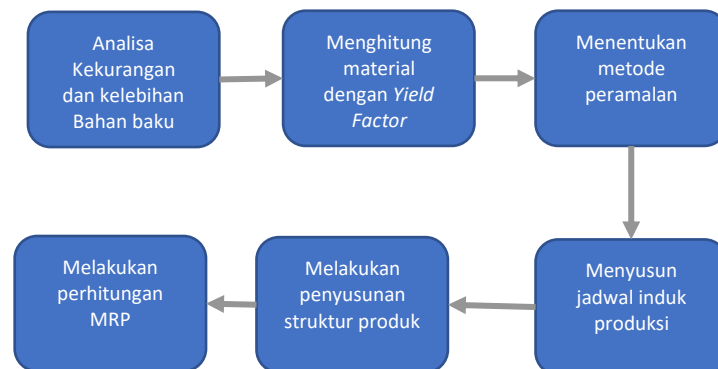 Analisa
Kekurangan
dan kelebihan
Bahan baku
Menghitung
material
dengan Yield
Factor
Menentukan
metode
peramalan
Menyusun
jadwal induk
produksi
Melakukan
penyusunan
struktur produk
Melakukan
perhitungan
MRP